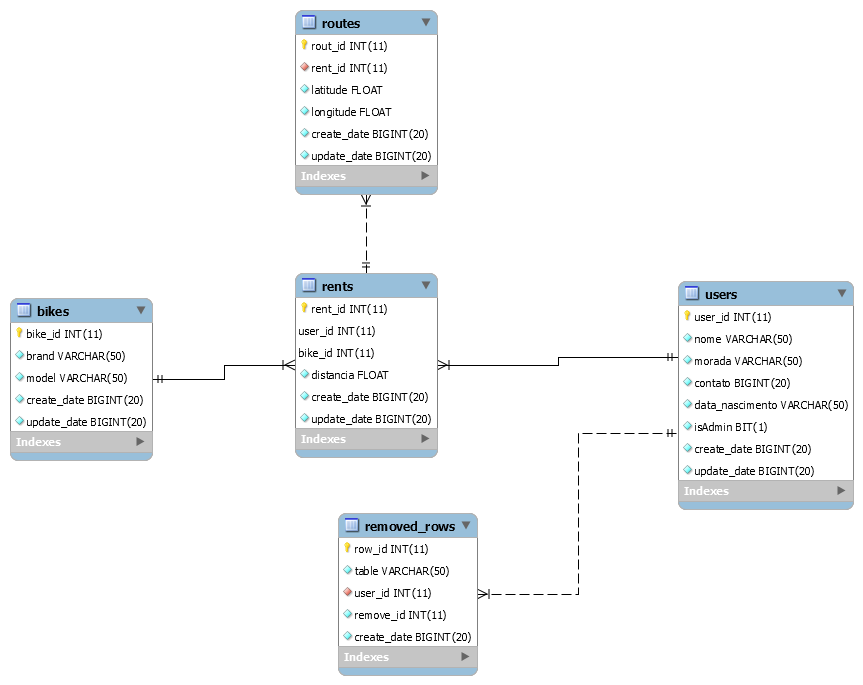 routes
rout_id INT(11)
rent_id INT(11)
latitude FLOAT
longitude FLOAT
create_date BIGINT(20)
update_date BIGINT(20)
Indexes
bikes
bike_id INT(11)
brand VARCHAR(50)
model VARCHAR(50)
create_date BIGINT(20)
update_date BIGINT(20)
Indexes
rents
rent_id INT(11)
user_id INT(11)
bike_id INT(11)
distancia FLOAT
create_date BIGINT(20)
update_date BIGINT(20)
Indexes
users
user_id INT(11)
nome VARCHAR(50)
morada VARCHAR(50)
contato BIGINT(20)
data_nascimento VARCHAR(50)
isAdmin BIT(1)
create_date BIGINT(20)
update_date BIGINT(20)
Indexes
removed_rows
row_id INT(11)
table VARCHAR(50)
user_id INT(11)
remove_id INT(11)
create_date BIGINT(20)
Indexes